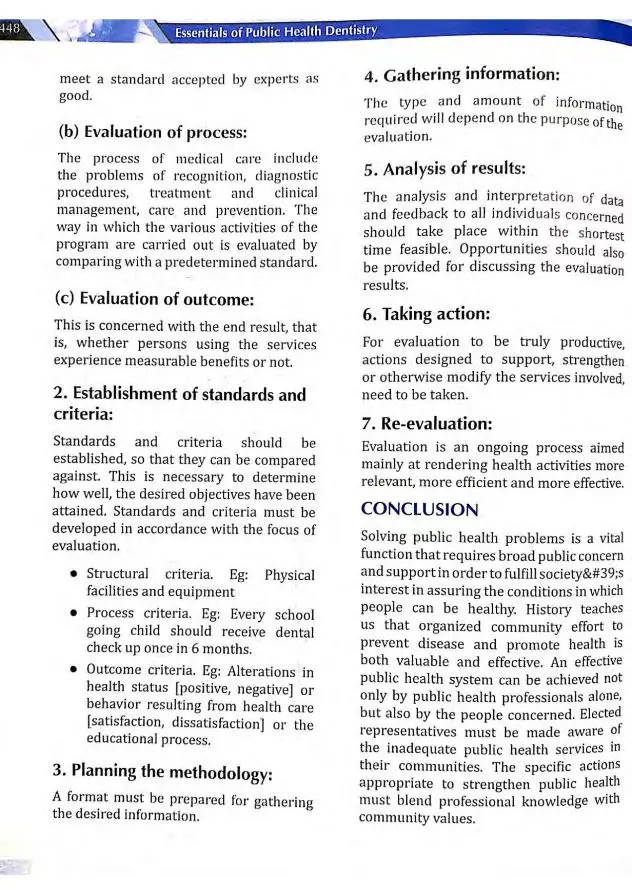 448
Essentials of Public Health Dentistry
meet a standard accepted by experts as
good.
(b) Evaluation of process:
The process of medical care include
the problems of recognition, diagnostic
procedures, treatment and clinical
management, care and prevention. The
way in which the various activities of the
program are carried out is evaluated by
comparing with a predetermined standard.
(c) Evaluation of outcome:
This is concerned with the end result, that
is, whether persons using the services
experience measurable benefits or not.
2. Establishment of standards and
criteria:
Standards and criteria should be
established, so that they can be compared
against. This is necessary to determine
how well, the desired objectives have been
attained. Standards and criteria must be
developed in accordance with the focus of
evaluation.
• Structural criteria. Eg: Physical
facilities and equipment
• Process criteria. Eg: Every school
going child should receive dental
check up once in 6 months.
• Outcome criteria. Eg: Alterations in
health status [positive, negative] or
behavior resulting from health care
[satisfaction, dissatisfaction] or the
educational process.
3. Planning the methodology:
A format must be prepared for gathering
the desired information.
4. Gathering information:
The type and amount of information
required will depend on the purpose of the
evaluation.
5. Analysis of results:
The analysis and interpretation of data
and feedback to all individuals concerned
should take place within the shortest
time feasible. Opportunities should also
be provided for discussing the evaluation
results.
6. Taking action:
For evaluation to be truly productive,
actions designed to support, strengthen
or otherwise modify the services involved,
need to be taken.
7. Re-evaluation:
Evaluation is an ongoing process aimed
mainly at rendering health activities more
relevant, more efficient and more effective.
CONCLUSION
Solving public health problems is a vital
function that requires broad public concern
and support in order to fulfill society&#39;s
interest in assuring the conditions in which
people can be healthy. History teaches
us that organized community effort to
prevent disease and promote health is
both valuable and effective. An effective
public health system can be achieved not
only by public health professionals alone,
but also by the people concerned. Elected
representatives must be made aware of
the inadequate public health services in
their communities. The specific actions
appropriate to strengthen public health
must blend professional knowledge with
community values.